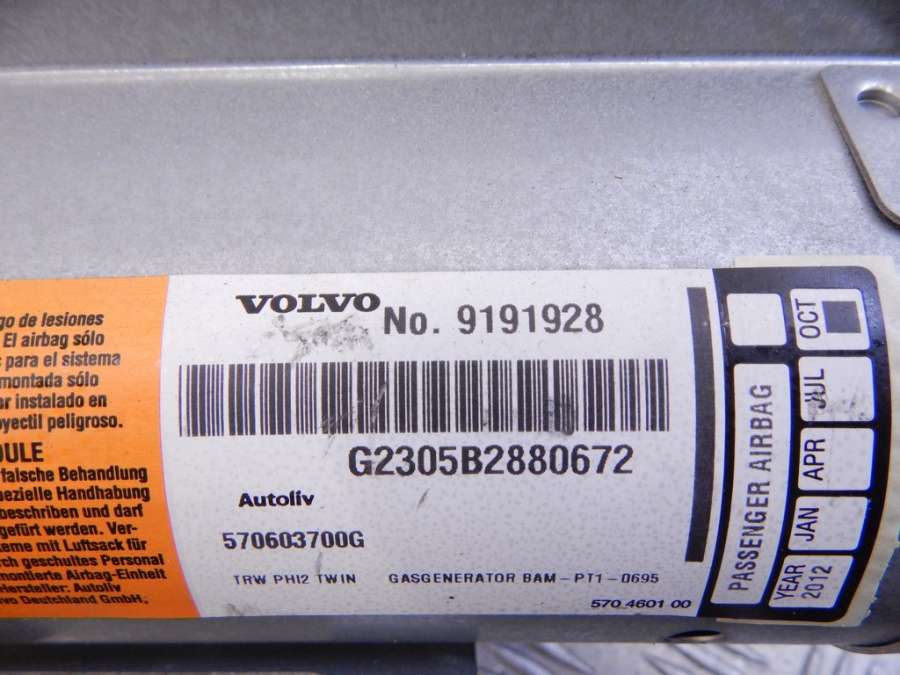 go de lesiones
El airbag sólo
s para el sistema
montada sólo
r instalado en
oyectil peligroso.
DULE
falsche Behandlung
pezielle Handhabung
beschrieben und darf
gefürt werden. Ver-
eme mit Luftsack für
rch geschultes Personal
montierte Airbag-Einheit
Hersteller: Autoliv
vo Deutschland GmbH,
VOLVO No. 9191928
G2305B2880672
Autoliv
570603700G
TRW PHI2 TWIN GASGENERATOR BAM-PT1-0695
570 4601 00
PASSENGER AIRBAG
YEAR 2012
JAN
APR
JUL
OCT